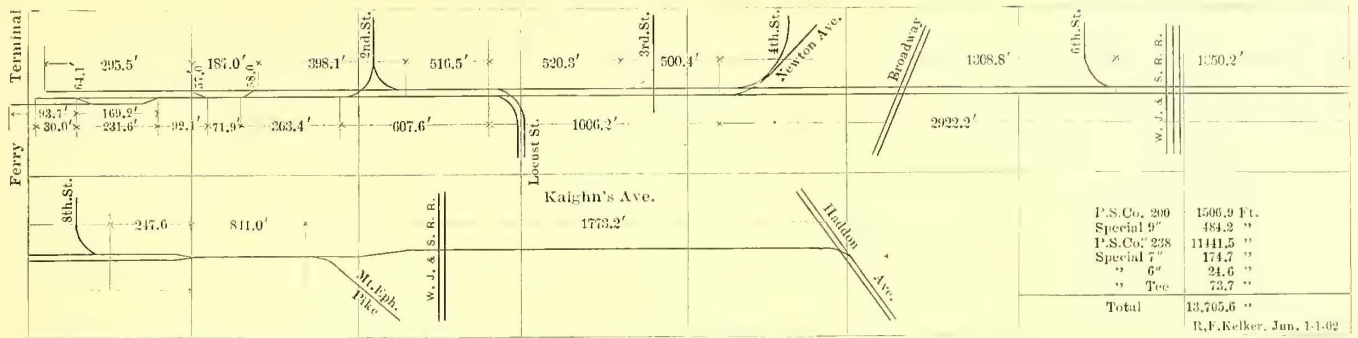 Ferry Terminal
295.5'
64.1'
187.0'
57.0'
58.0'
398.1'
2nd.St.
516.5'
520.3'
3rd.St.
500.4'
4th.St.
Newton Ave.
Broadway
1308.8'
6th.St.
W. J. & S. R. R.
1350.2'
93.7'
169.2'
30.0'
231.6'
92.1'
71.9'
363.4'
607.6'
Locust St.
1006.2'
2922.2'
8th.St.
247.6
811.0'
Mt.Eph. Pike
W. J. & S. R. R.
Kaighn's Ave.
1773.2'
Haddon Ave.
P.S.Co. 200 1506.9 Ft.
Special 9" 484.2 "
P.S.Co." 238 11441.5 "
Special 7" 174.7 "
" 6" 24.6 "
" Tee 73.7 "
Total 13,705.6 "
R.F.Kelker, Jun. 1-1-02